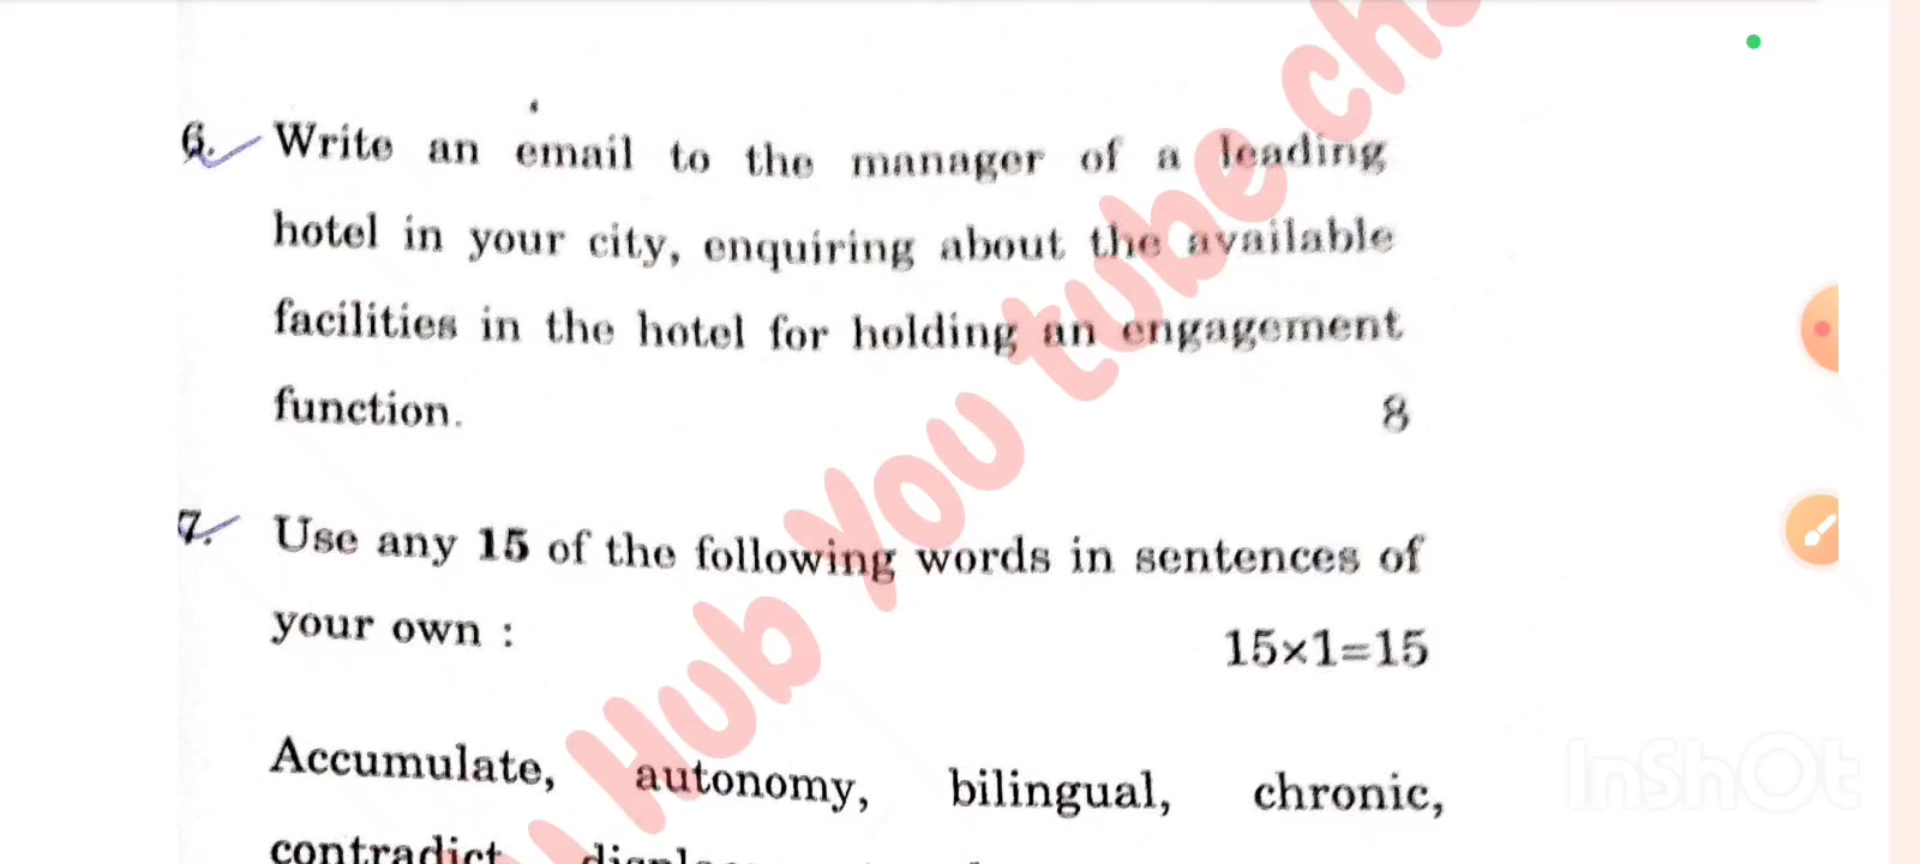 6. Write an email to the manager of a leading
hotel in your city, enquiring about the available
facilities in the hotel for holding an engagement
function. 8
7. Use any 15 of the following words in sentences of
your own : 15×1=15
Accumulate, autonomy, bilingual, chronic,
contradict
Hub You tube
InShOt